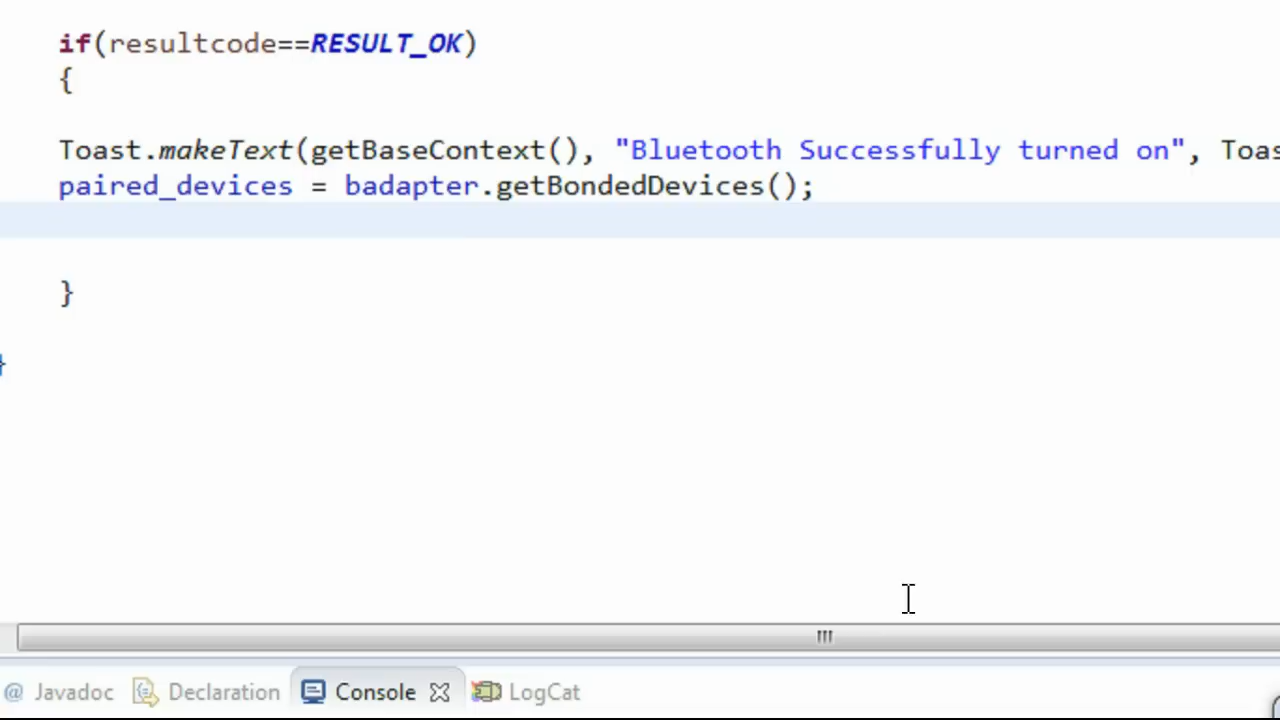 if(resultcode==RESULT_OK)
{
Toast.makeText(getBaseContext(), "Bluetooth Successfully turned on", Toas
paired_devices = badapter.getBondedDevices();
}
}
@ Javadoc Declaration Console LogCat